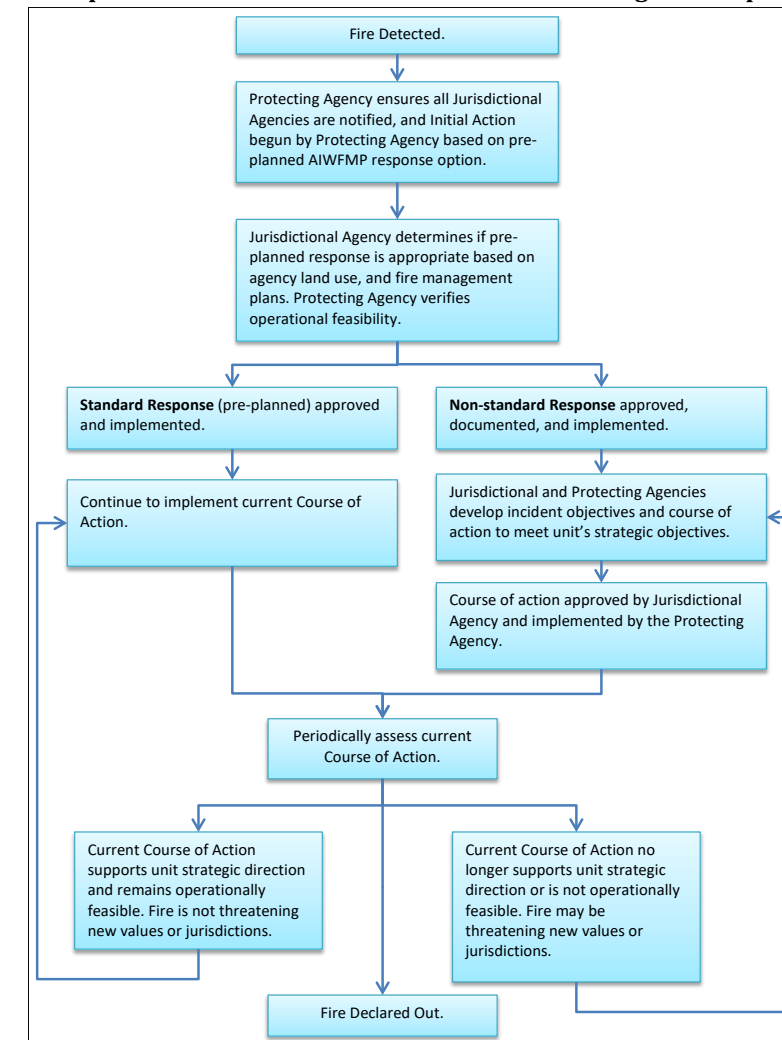 Fire Detected.
Protecting Agency ensures all Jurisdictional
Agencies are notified, and Initial Action
begun by Protecting Agency based on pre-
planned AIWFMP response option.
Jurisdictional Agency determines if pre-
planned response is appropriate based on
agency land use, and fire management
plans. Protecting Agency verifies
operational feasibility.
Standard Response (pre-planned) approved
and implemented.
Non-standard Response approved,
documented, and implemented.
Continue to implement current Course of
Action.
Jurisdictional and Protecting Agencies
develop incident objectives and course of
action to meet unit’s strategic objectives.
Course of action approved by Jurisdictional
Agency and implemented by the Protecting
Agency.
Periodically assess current
Course of Action.
Current Course of Action
supports unit strategic direction
and remains operationally
feasible. Fire is not threatening
new values or jurisdictions.
Current Course of Action no
longer supports unit strategic
direction or is not operationally
feasible. Fire may be
threatening new values or
jurisdictions.
Fire Declared Out.